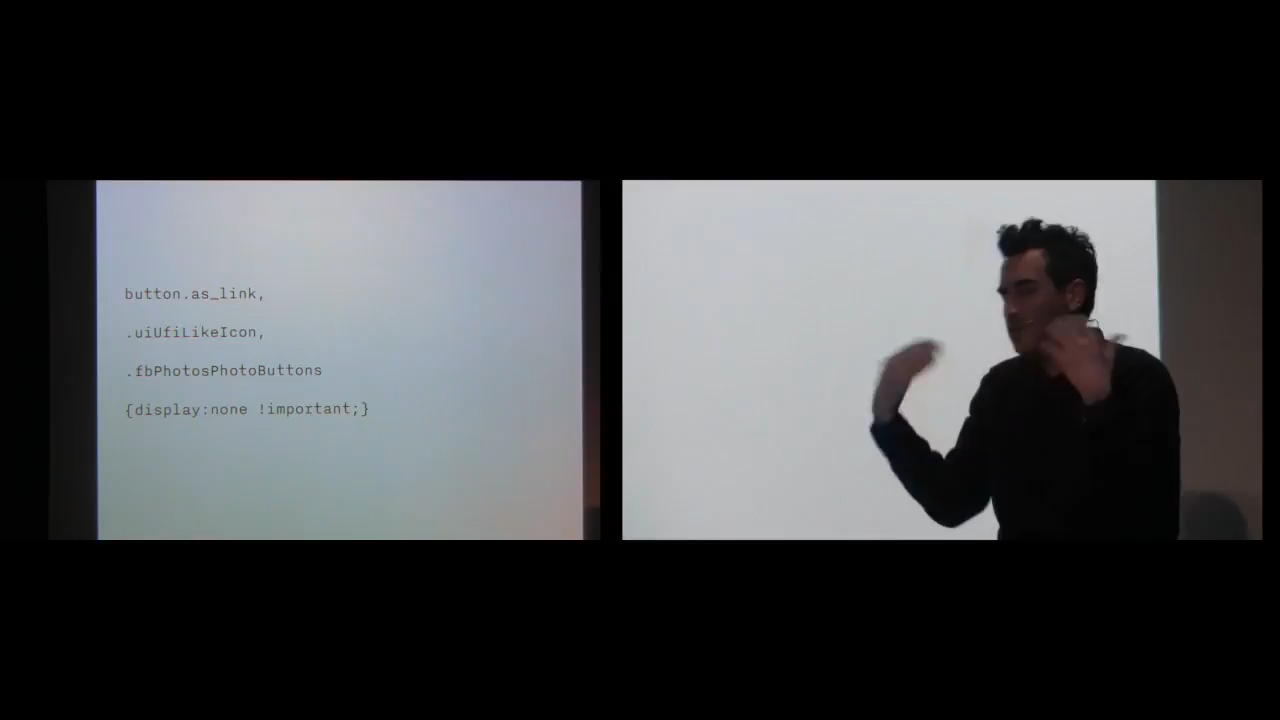 button.as_link,
.uiUfiLikeIcon,
.fbPhotosPhotoButtons
{display:none !important;}